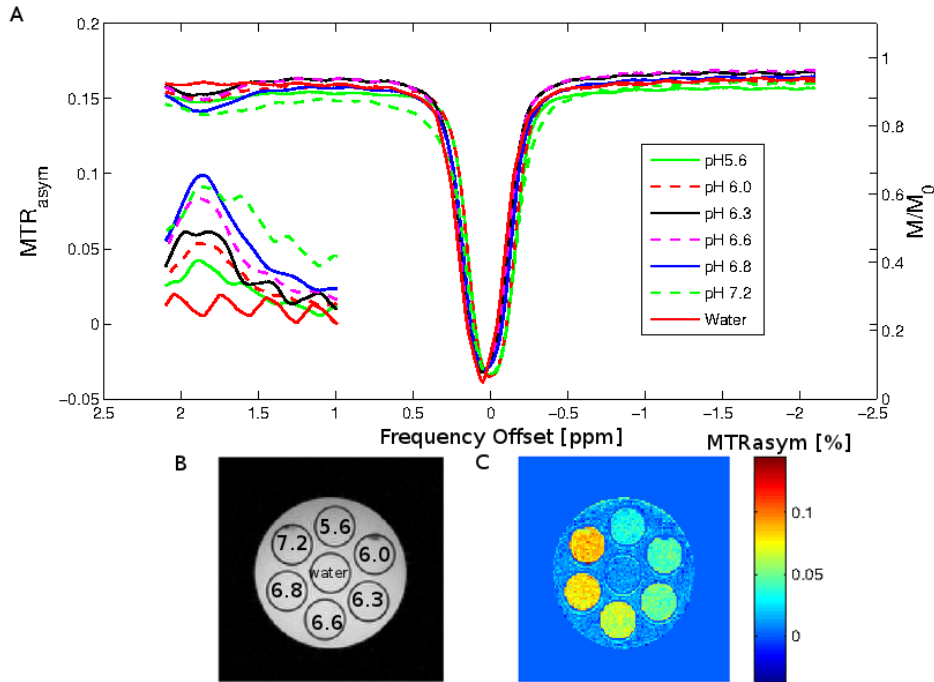 A
0.2
0.15
0.1
0.05
0
−0.05
MTRasym
1
0.8
0.6
0.4
0.2
0
M/M0
pH5.6
pH 6.0
pH 6.3
pH 6.6
pH 6.8
pH 7.2
Water
2.5 2 1.5 1 0.5 0 −0.5 −1 −1.5 −2 −2.5
Frequency Offset [ppm]
MTRasym [%]
B
5.6
7.2
6.0
water
6.8
6.3
6.6
C
0.1
0.05
0